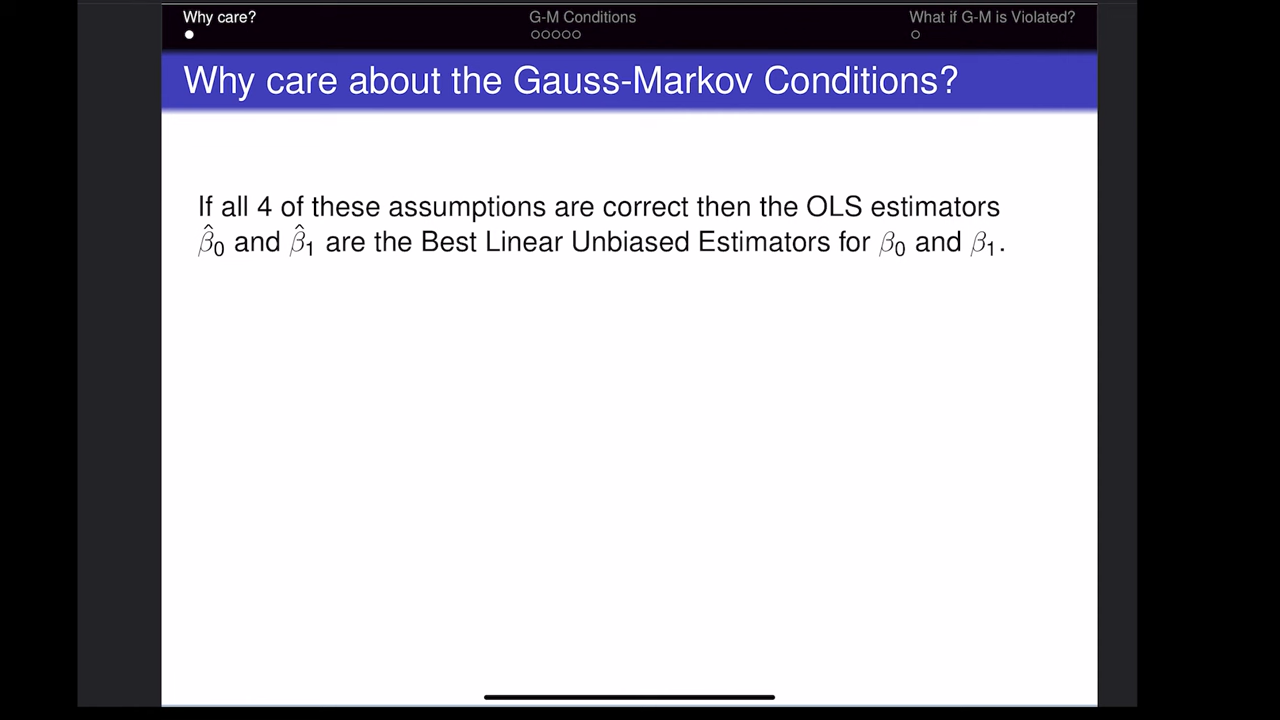 Why care?
G-M Conditions
What if G-M is Violated?
Why care about the Gauss-Markov Conditions?
If all 4 of these assumptions are correct then the OLS estimators
β̂₀ and β̂₁ are the Best Linear Unbiased Estimators for β₀ and β₁.